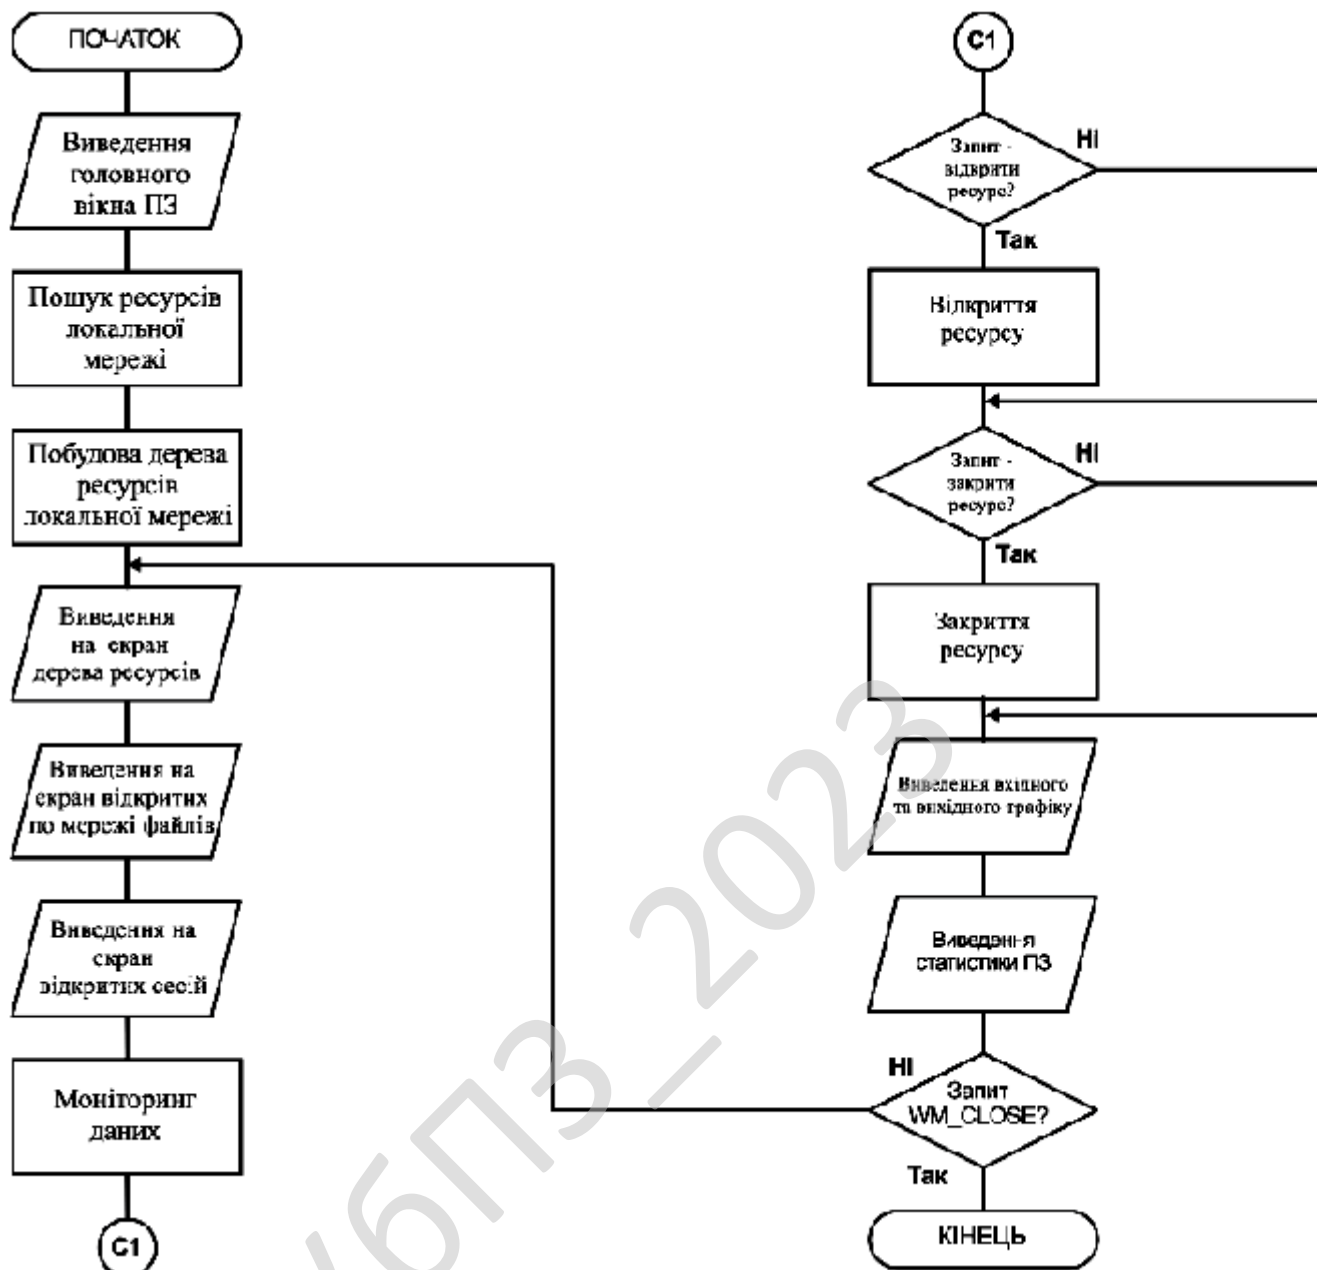 ПОЧАТОК
Виведення
головного
вікна ПЗ
Пошук ресурсів
локальної
мережі
Побудова дерева
ресурсів
локальної мережі
Виведення
на екран
дерева ресурсів
Виведення на
екран відкритих
по мережі файлів
Виведення на
екран
відкритих сесій
Моніторинг
даних
С1
С1
Запит -
відкрити
ресурс?
НІ
Так
Відкриття
ресурсу
Запит -
закрити
ресурс?
НІ
Так
Закриття
ресурсу
Виведення вхідного
та вихідного трафіку
Виведення
статистики ПЗ
НІ
Запит
WM_CLOSE?
Так
КІНЕЦЬ
6ПЗ_2023